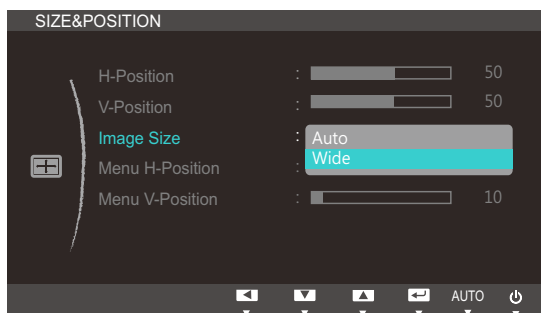 SIZE&POSITION
H-Position : 50
V-Position : 50
Image Size : Auto
Wide
Menu H-Position :
Menu V-Position : 10
AUTO